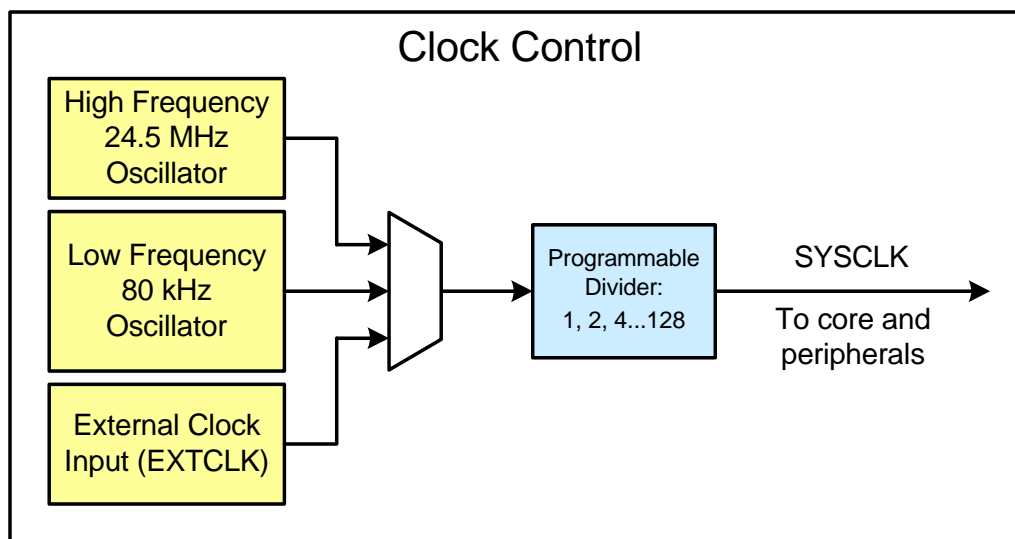 Clock Control
High Frequency
24.5 MHz
Oscillator
Low Frequency
80 kHz
Oscillator
External Clock
Input (EXTCLK)
Programmable
Divider:
1, 2, 4...128
SYSCLK
To core and
peripherals